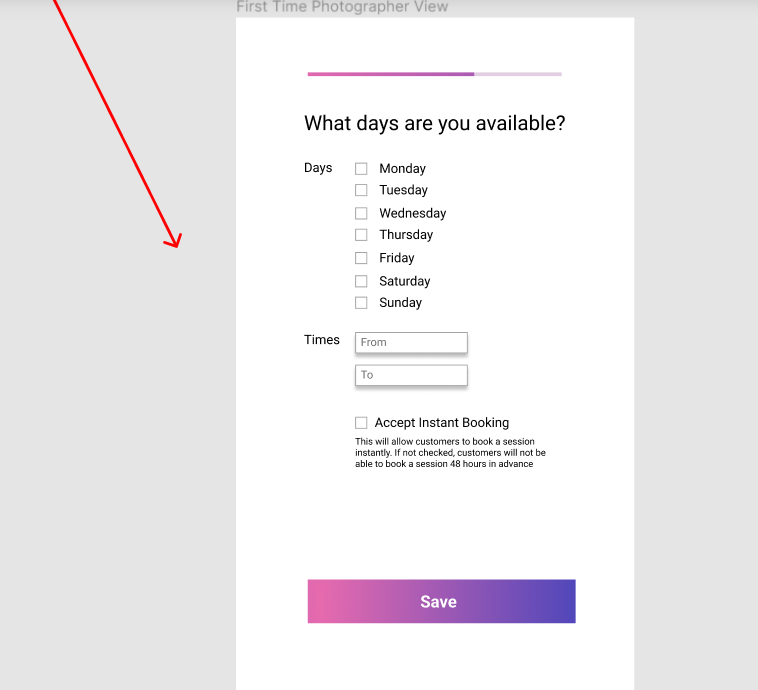 First Time Photographer View
What days are you available?
Days
Monday
Tuesday
Wednesday
Thursday
Friday
Saturday
Sunday
Times
From
To
Accept Instant Booking
This will allow customers to book a session
instantly. If not checked, customers will not be
able to book a session 48 hours in advance
Save